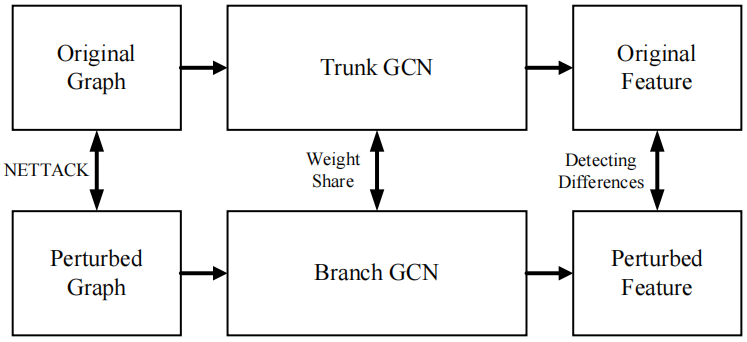 Original
Graph
Trunk GCN
Original
Feature
NETTACK
Weight
Share
Detecting
Differences
Perturbed
Graph
Branch GCN
Perturbed
Feature